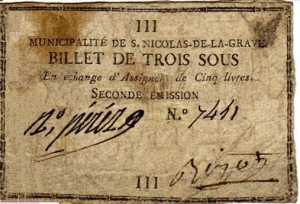 III
MUNICIPALITÉ DE S. NICOLAS-DE-LA-GRAVE
BILLET DE TROIS SOUS
En échange d'Assignats de Cinq livres.
SECONDE ÉMISSION
N.º 7441
III